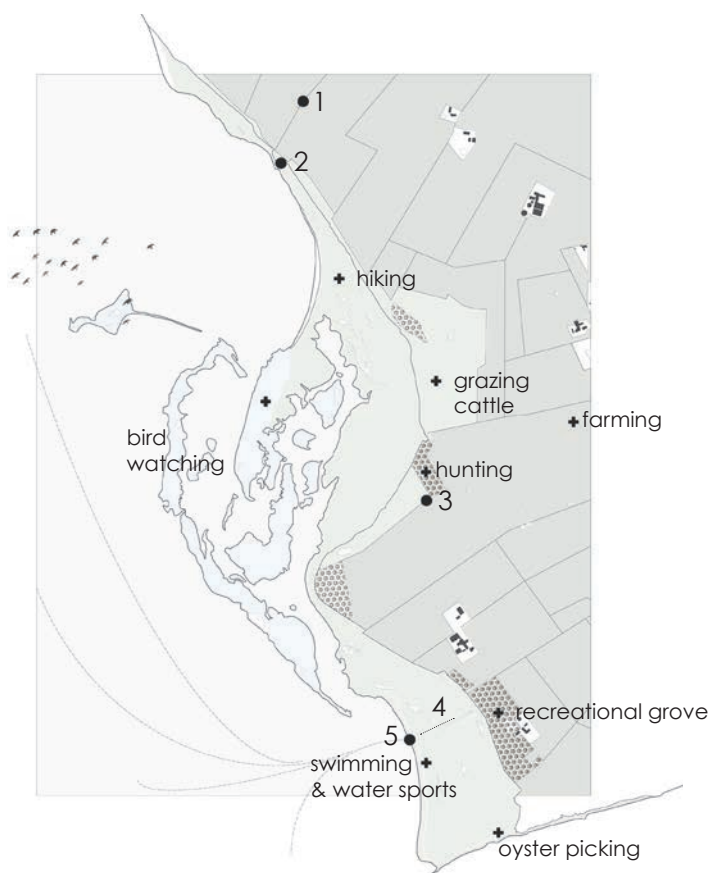 1
2
hiking
grazing
cattle
farming
bird
watching
hunting
3
4
recreational grove
5
swimming
& water sports
oyster picking